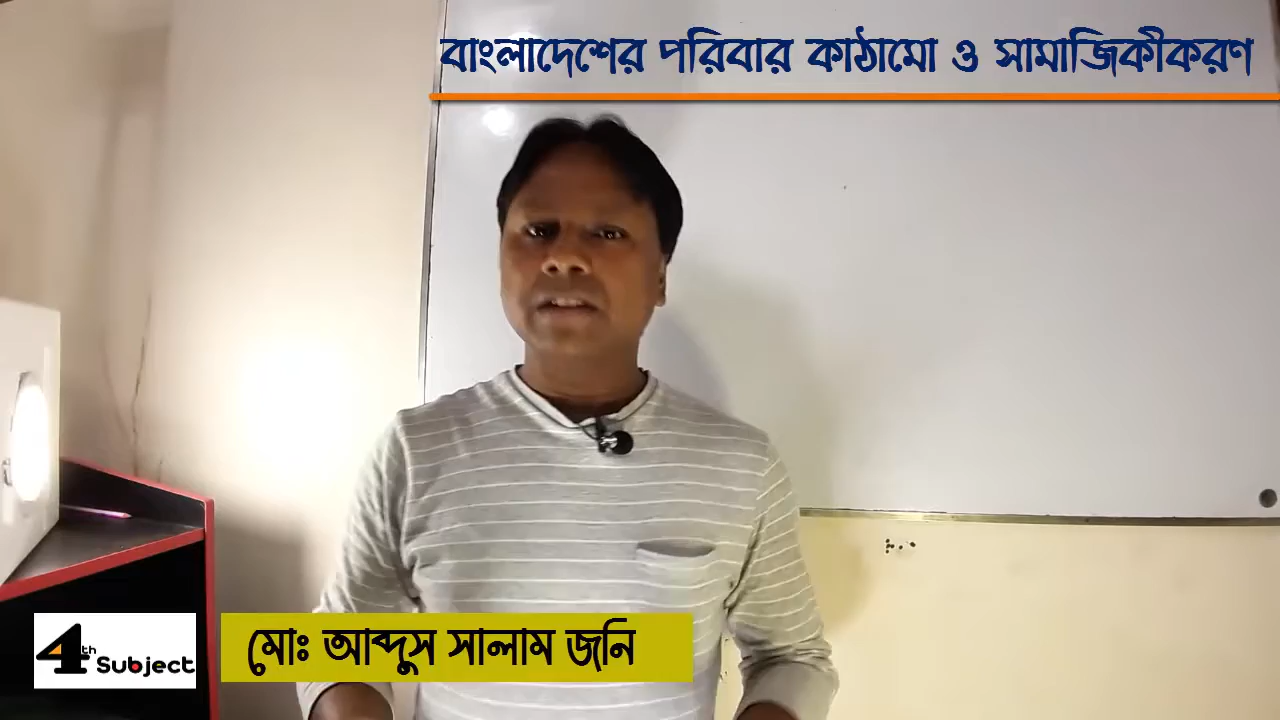 বাংলাদেশের পরিবার কাঠামো ও সামাজিকীকরণ
4th Subject
মোঃ আব্দুস সালাম জনি